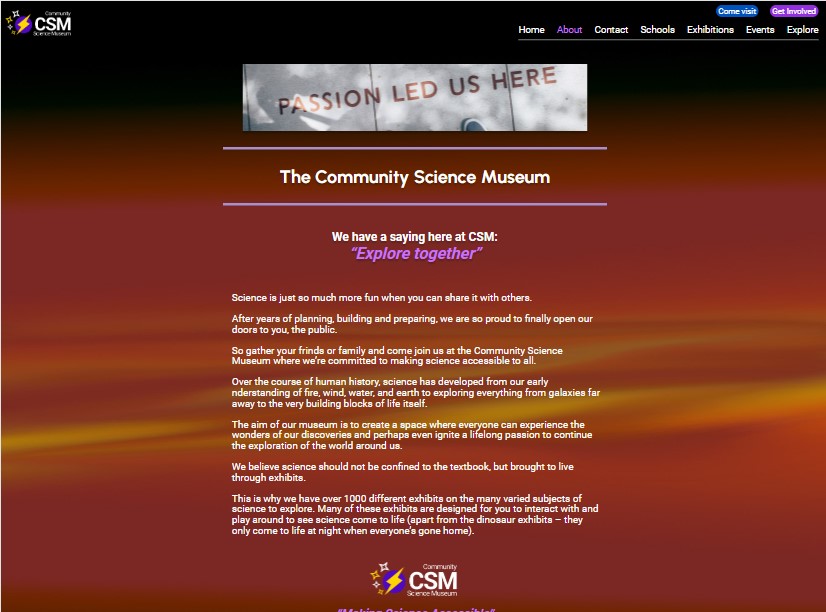 Community
CSM
Science Museum
Come visit
Get Involved
Home
About
Contact
Schools
Exhibitions
Events
Explore
PASSION LED US HERE
The Community Science Museum
We have a saying here at CSM:
“Explore together”
Science is just so much more fun when you can share it with others.
After years of planning, building and preparing, we are so proud to finally open our
doors to you, the public.
So gather your frinds or family and come join us at the Community Science
Museum where we're committed to making science accessible to all.
Over the course of human history, science has developed from our early
nderstanding of fire, wind, water, and earth to exploring everything from galaxies far
away to the very building blocks of life itself.
The aim of our museum is to create a space where everyone can experience the
wonders of our discoveries and perhaps even ignite a lifelong passion to continue
the exploration of the world around us.
We believe science should not be confined to the textbook, but brought to live
through exhibits.
This is why we have over 1000 different exhibits on the many varied subjects of
science to explore. Many of these exhibits are designed for you to interact with and
play around to see science come to life (apart from the dinosaur exhibits – they
only come to life at night when everyone's gone home).
Community
CSM
Science Museum
“Making Science Accessible”